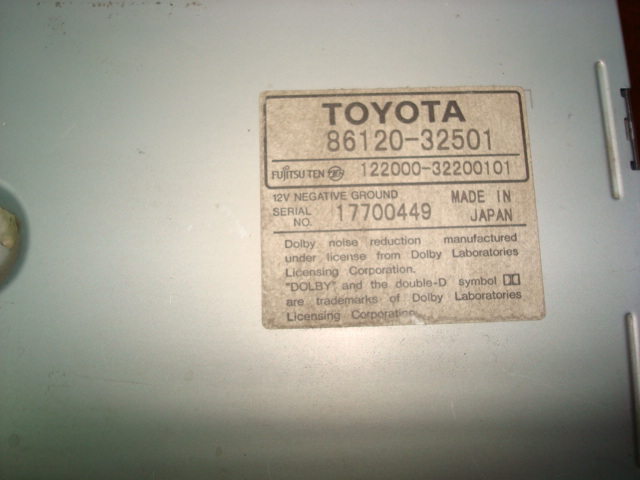 TOYOTA
86120-32501
FUJITSU TEN 122000-32200101
12V NEGATIVE GROUND
SERIAL NO. 17700449
MADE IN JAPAN
Dolby noise reduction manufactured
under license from Dolby Laboratories
Licensing Corporation.
"DOLBY" and the double-D symbol
are trademarks of Dolby Laboratories
Licensing Corporation.